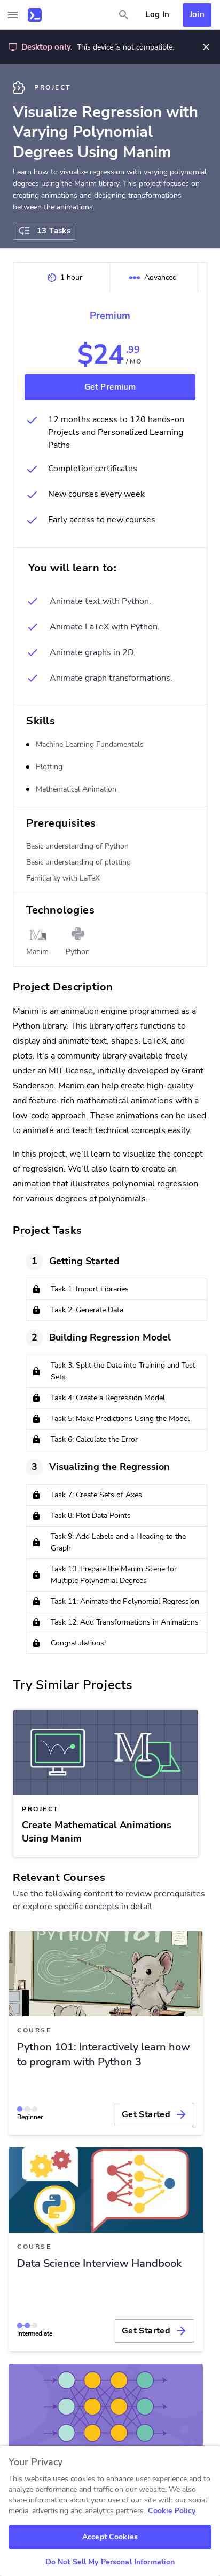 Log In
Join
Desktop only. This device is not compatible.
PROJECT
Visualize Regression with
Varying Polynomial
Degrees Using Manim
Learn how to visualize regression with varying polynomial
degrees using the Manim library. This project focuses on
creating animations and designing transformations
between the animations.
13 Tasks
1 hour
Advanced
Premium
$24.99
/ MO
Get Premium
12 months access to 120 hands-on
Projects and Personalized Learning
Paths
Completion certificates
New courses every week
Early access to new courses
You will learn to:
Animate text with Python.
Animate LaTeX with Python.
Animate graphs in 2D.
Animate graph transformations.
Skills
Machine Learning Fundamentals
Plotting
Mathematical Animation
Prerequisites
Basic understanding of Python
Basic understanding of plotting
Familiarity with LaTeX
Technologies
Manim
Python
Project Description
Manim is an animation engine programmed as a
Python library. This library offers functions to
display and animate text, shapes, LaTeX, and
plots. It’s a community library available freely
under an MIT license, initially developed by Grant
Sanderson. Manim can help create high-quality
and feature-rich mathematical animations with a
low-code approach. These animations can be used
to animate and teach technical concepts easily.
In this project, we’ll learn to visualize the concept
of regression. We’ll also learn to create an
animation that illustrates polynomial regression
for various degrees of polynomials.
Project Tasks
1 Getting Started
Task 1: Import Libraries
Task 2: Generate Data
2 Building Regression Model
Task 3: Split the Data into Training and Test
Sets
Task 4: Create a Regression Model
Task 5: Make Predictions Using the Model
Task 6: Calculate the Error
3 Visualizing the Regression
Task 7: Create Sets of Axes
Task 8: Plot Data Points
Task 9: Add Labels and a Heading to the
Graph
Task 10: Prepare the Manim Scene for
Multiple Polynomial Degrees
Task 11: Animate the Polynomial Regression
Task 12: Add Transformations in Animations
Congratulations!
Try Similar Projects
PROJECT
Create Mathematical Animations
Using Manim
Relevant Courses
Use the following content to review prerequisites
or explore specific concepts in detail.
PYTHON 101
COURSE
Python 101: Interactively learn how
to program with Python 3
Beginner
Get Started
COURSE
Data Science Interview Handbook
Intermediate
Get Started
Your Privacy
This website uses cookies to enhance user experience and to
analyze performance and traffic on our website. We also
share information about your use of our site with our social
media, advertising and analytics partners. Cookie Policy
Accept Cookies
Do Not Sell My Personal Information